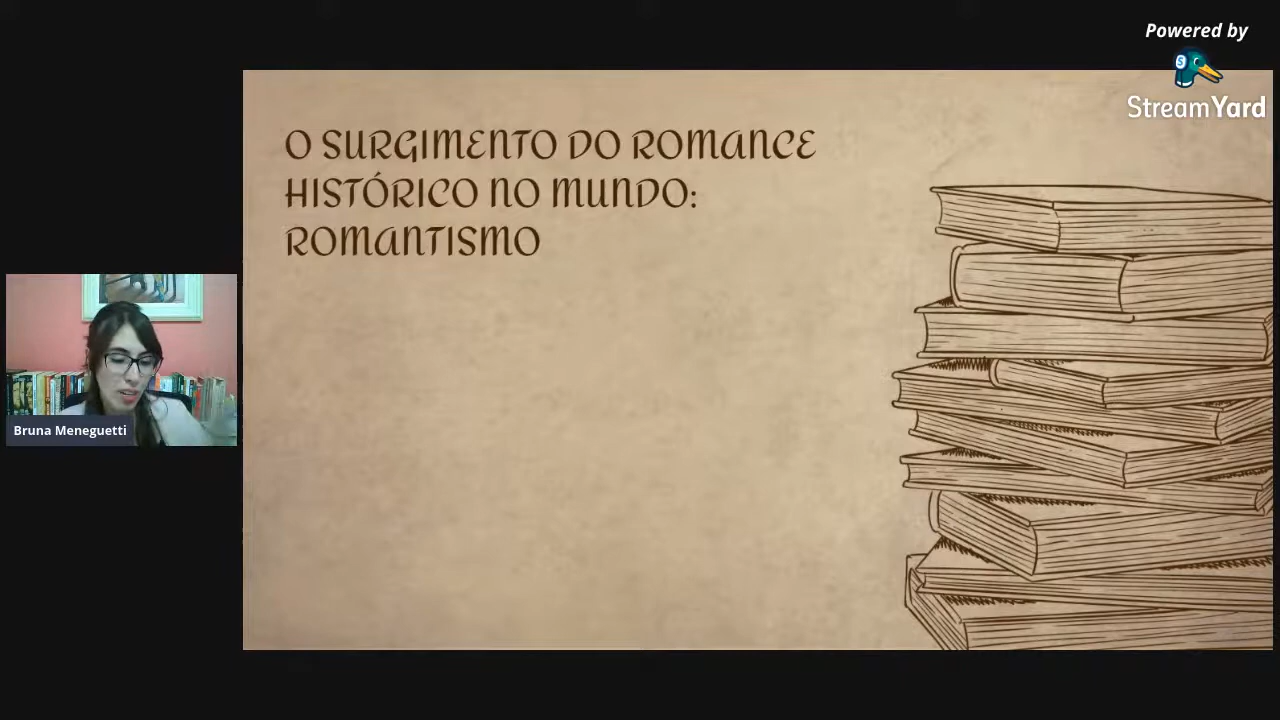 Powered by
StreamYard
O SURGIMENTO DO ROMANCE
HISTÓRICO NO MUNDO:
ROMANTISMO
Bruna Meneguetti